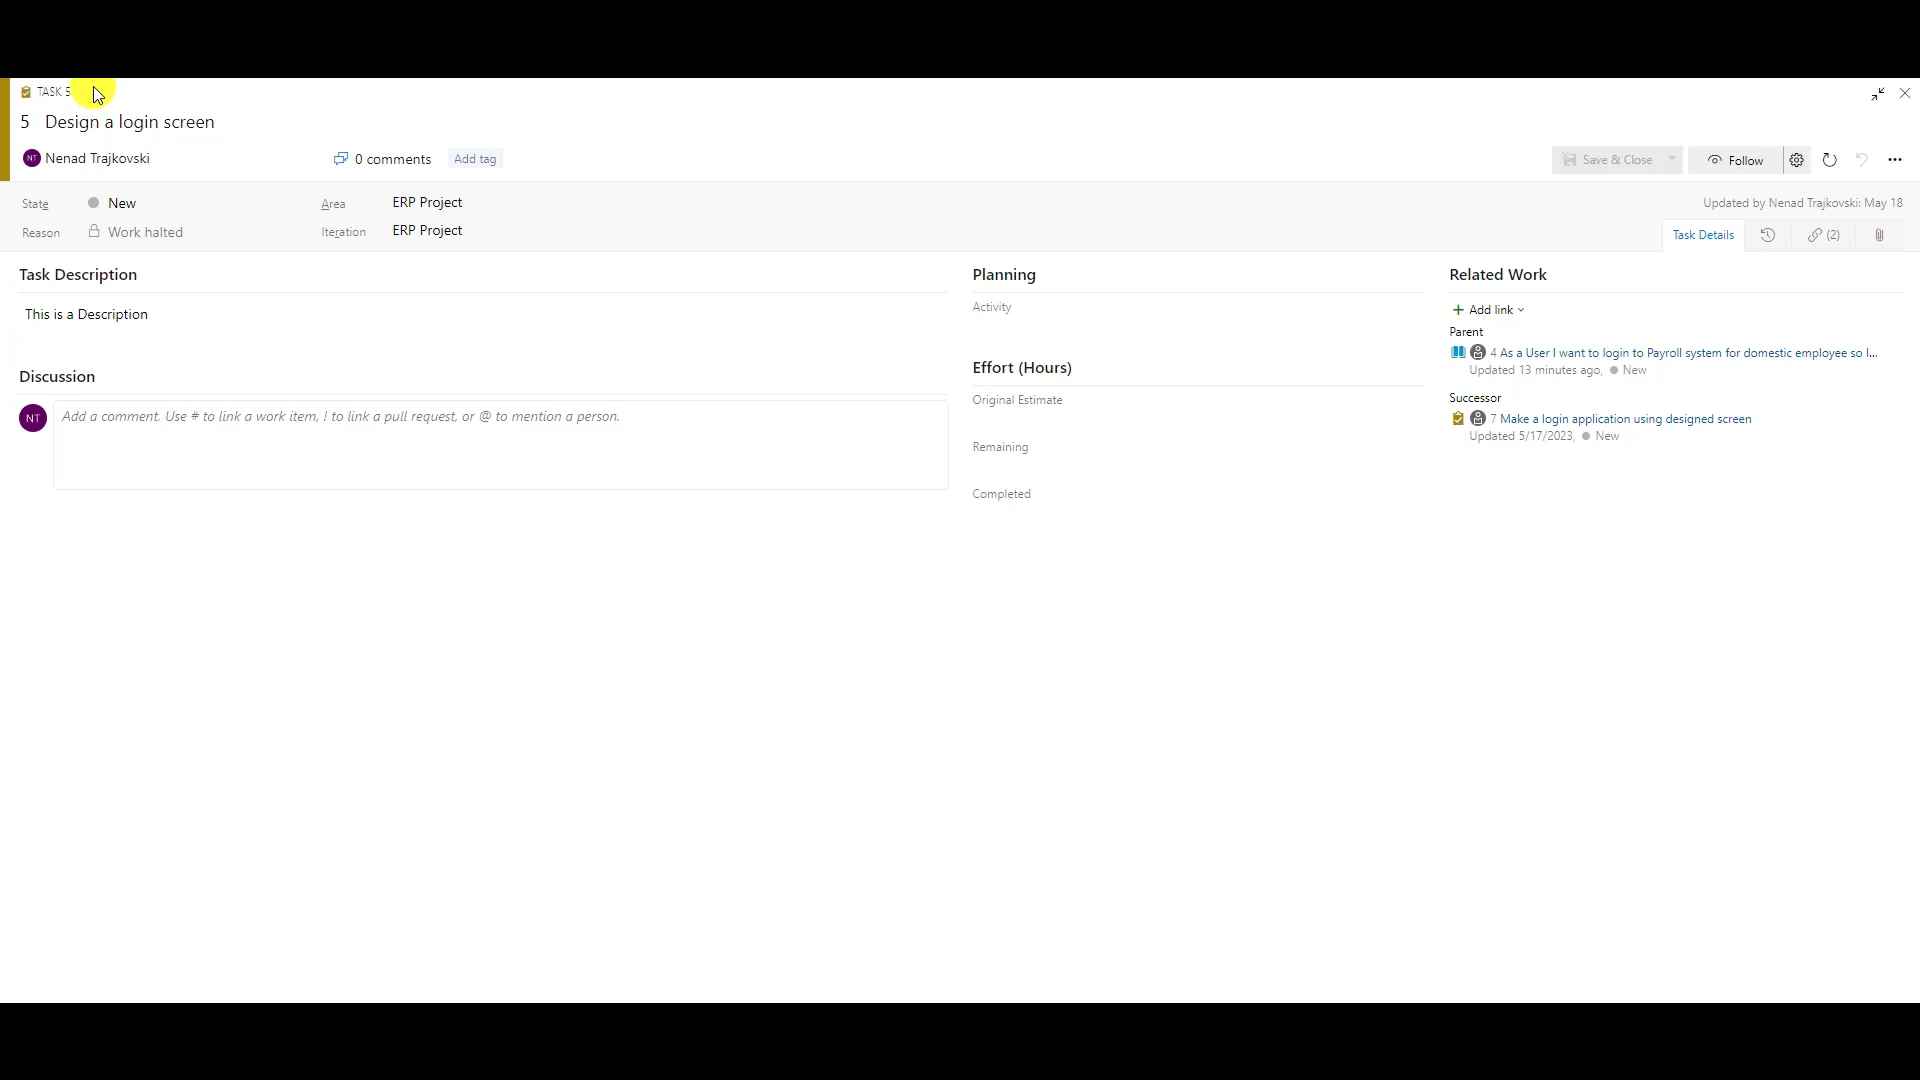 TASK 5
5 Design a login screen
NT Nenad Trajkovski
0 comments
Add tag
Save & Close
Follow
State
New
Area
ERP Project
Updated by Nenad Trajkovski: May 18
Reason
Work halted
Iteration
ERP Project
Task Details
(2)
Task Description
This is a Description
Discussion
NT
Add a comment. Use # to link a work item, ! to link a pull request, or @ to mention a person.
Planning
Activity
Effort (Hours)
Original Estimate
Remaining
Completed
Related Work
Add link
Parent
4 As a User I want to login to Payroll system for domestic employee so I...
Updated 13 minutes ago, New
Successor
7 Make a login application using designed screen
Updated 5/17/2023, New